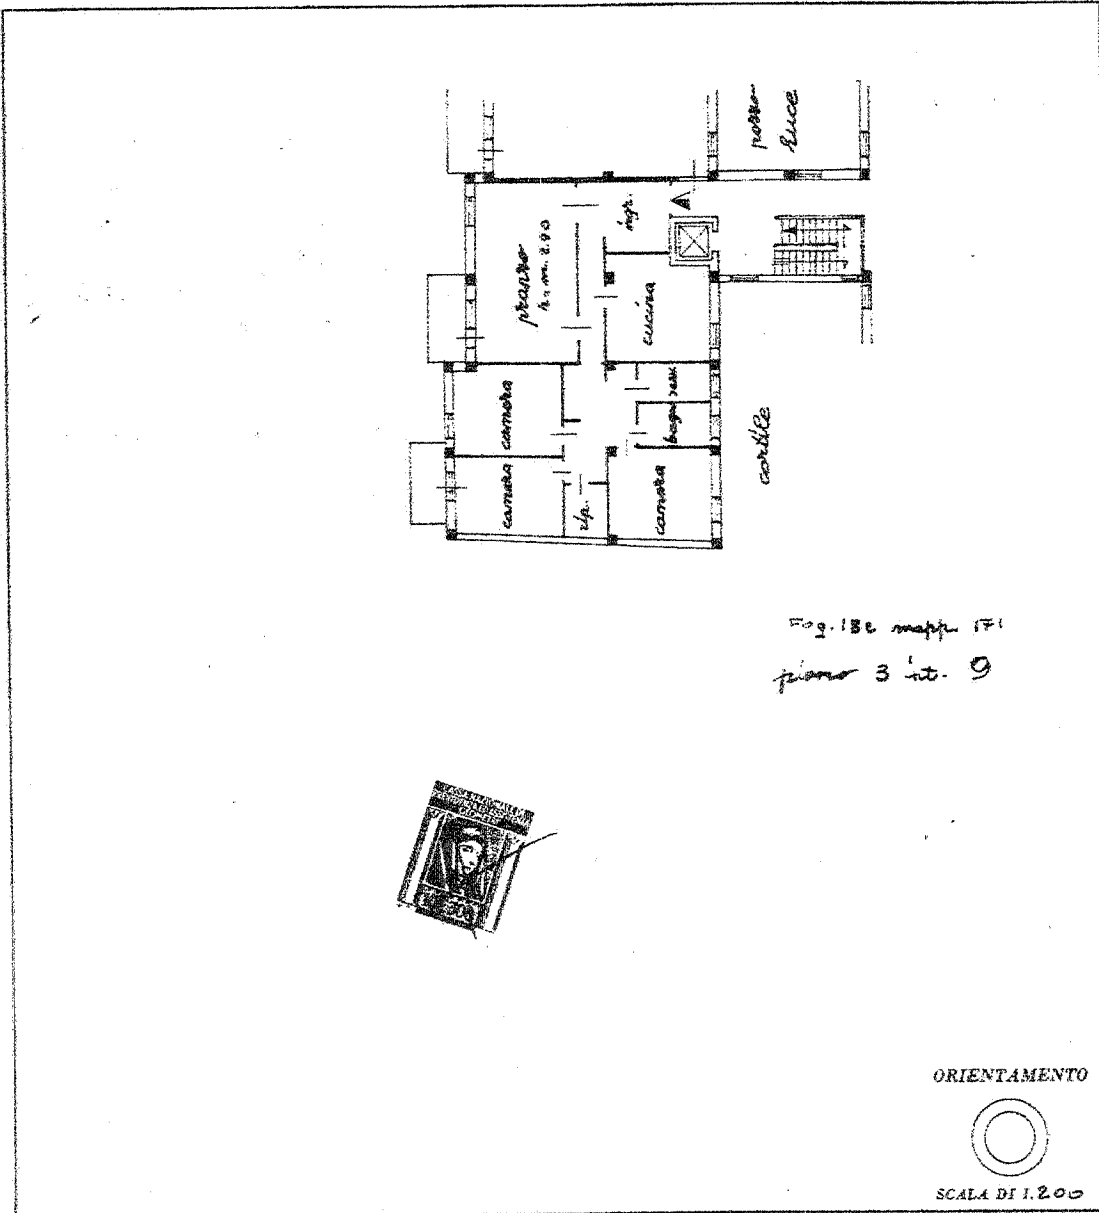 pozzo
luce
ingr.
pranzo
h = m. 2.90
cucina
camera
bagno
camera
rip.
camera
cortile
Fog. 132 mapp. 171
piano 3 int. 9
ORIENTAMENTO
SCALA DI 1.200